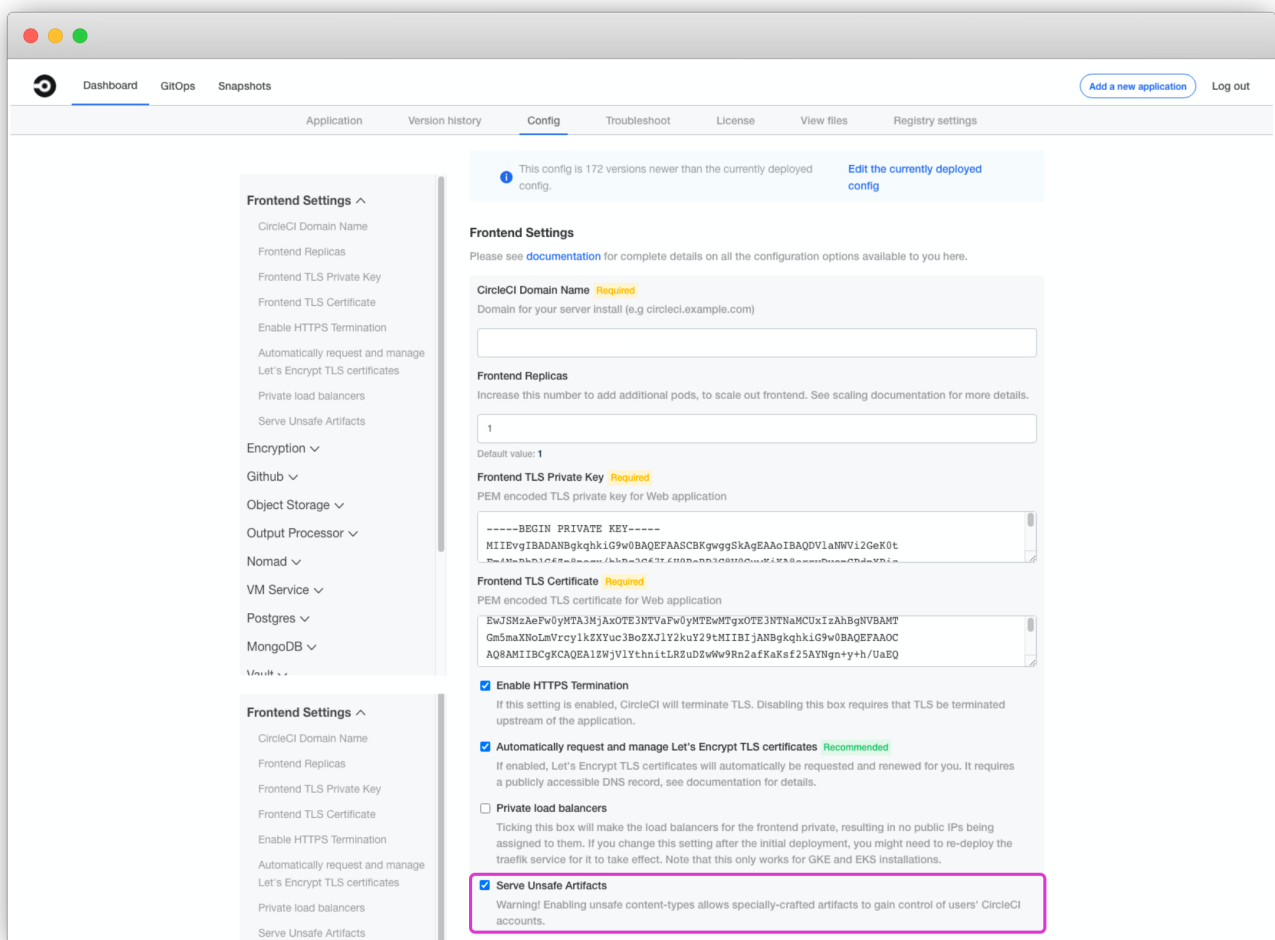 Dashboard GitOps Snapshots Add a new application Log out
Application Version history Config Troubleshoot License View files Registry settings
Frontend Settings
CircleCI Domain Name
Frontend Replicas
Frontend TLS Private Key
Frontend TLS Certificate
Enable HTTPS Termination
Automatically request and manage
Let's Encrypt TLS certificates
Private load balancers
Serve Unsafe Artifacts
Encryption
Github
Object Storage
Output Processor
Nomad
VM Service
Postgres
MongoDB
Vault
Frontend Settings
CircleCI Domain Name
Frontend Replicas
Frontend TLS Private Key
Frontend TLS Certificate
Enable HTTPS Termination
Automatically request and manage
Let's Encrypt TLS certificates
Private load balancers
Serve Unsafe Artifacts
This config is 172 versions newer than the currently deployed
config.
Edit the currently deployed
config
Frontend Settings
Please see documentation for complete details on all the configuration options available to you here.
CircleCI Domain Name Required
Domain for your server install (e.g circleci.example.com)
Frontend Replicas
Increase this number to add additional pods, to scale out frontend. See scaling documentation for more details.
1
Default value: 1
Frontend TLS Private Key Required
PEM encoded TLS private key for Web application
-----BEGIN PRIVATE KEY-----
MIIEvgIBADANBgkqhkiG9w0BAQEFAASCBKgwggSkAgEAAoIBAQDVlaNWVi2GeK0t
Frontend TLS Certificate Required
PEM encoded TLS certificate for Web application
EwJSMzAeFw0yMTA3MjAxOTE3NTVaFw0yMTEwMTgxOTE3NTNaMCUxIzAhBgNVBAMT
Gm5maXNoLmVrcy1kZXYuc3BoZXJlY2kuY29tMIIBIjANBgkqhkiG9w0BAQEFAAOC
AQ8AMIIBCgKCAQEA1ZWjVlYthnitLRZuDZwWw9Rn2afKaKsf25AYNgn+y+h/UaEQ
Enable HTTPS Termination
If this setting is enabled, CircleCI will terminate TLS. Disabling this box requires that TLS be terminated
upstream of the application.
Automatically request and manage Let's Encrypt TLS certificates Recommended
If enabled, Let's Encrypt TLS certificates will automatically be requested and renewed for you. It requires
a publicly accessible DNS record, see documentation for details.
Private load balancers
Ticking this box will make the load balancers for the frontend private, resulting in no public IPs being
assigned to them. If you change this setting after the initial deployment, you might need to re-deploy the
traefik service for it to take effect. Note that this only works for GKE and EKS installations.
Serve Unsafe Artifacts
Warning! Enabling unsafe content-types allows specially-crafted artifacts to gain control of users' CircleCI
accounts.